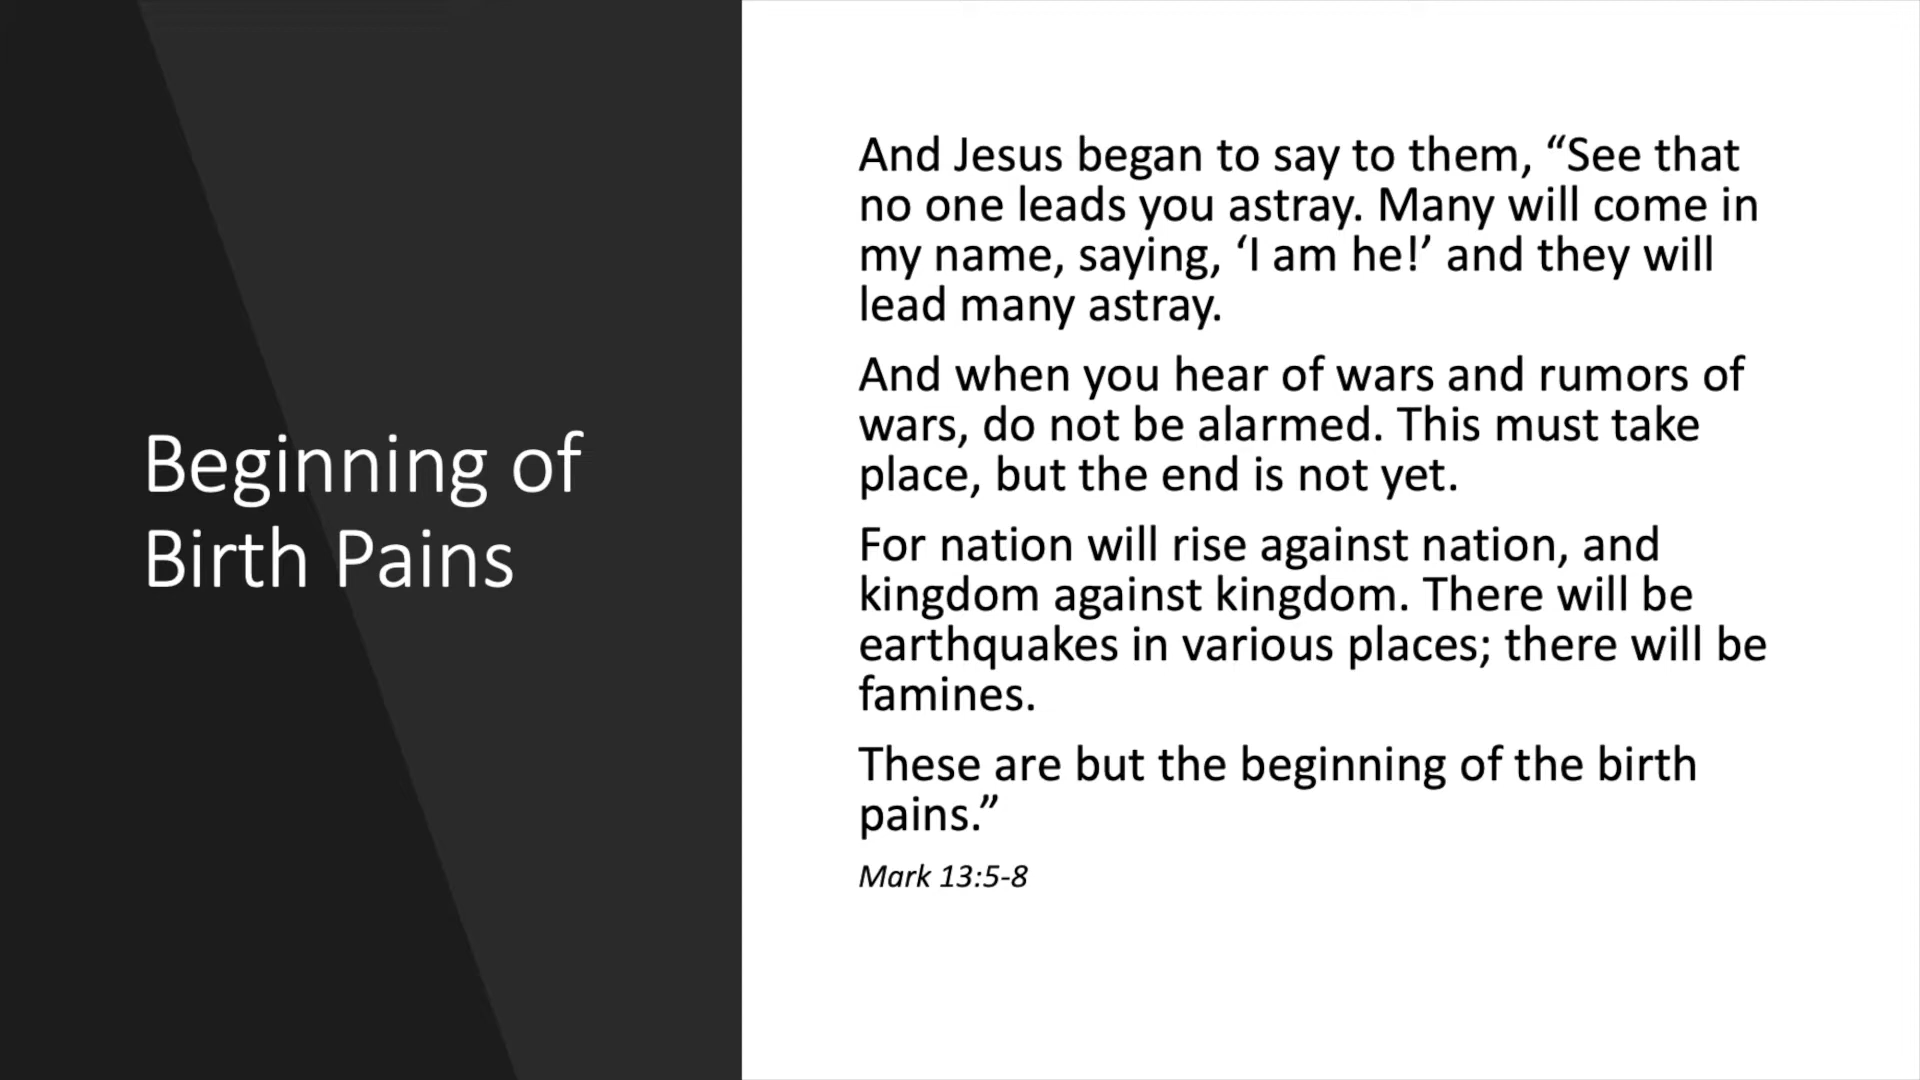 Beginning of
Birth Pains
And Jesus began to say to them, “See that
no one leads you astray. Many will come in
my name, saying, ‘I am he!’ and they will
lead many astray.
And when you hear of wars and rumors of
wars, do not be alarmed. This must take
place, but the end is not yet.
For nation will rise against nation, and
kingdom against kingdom. There will be
earthquakes in various places; there will be
famines.
These are but the beginning of the birth
pains.”
Mark 13:5-8